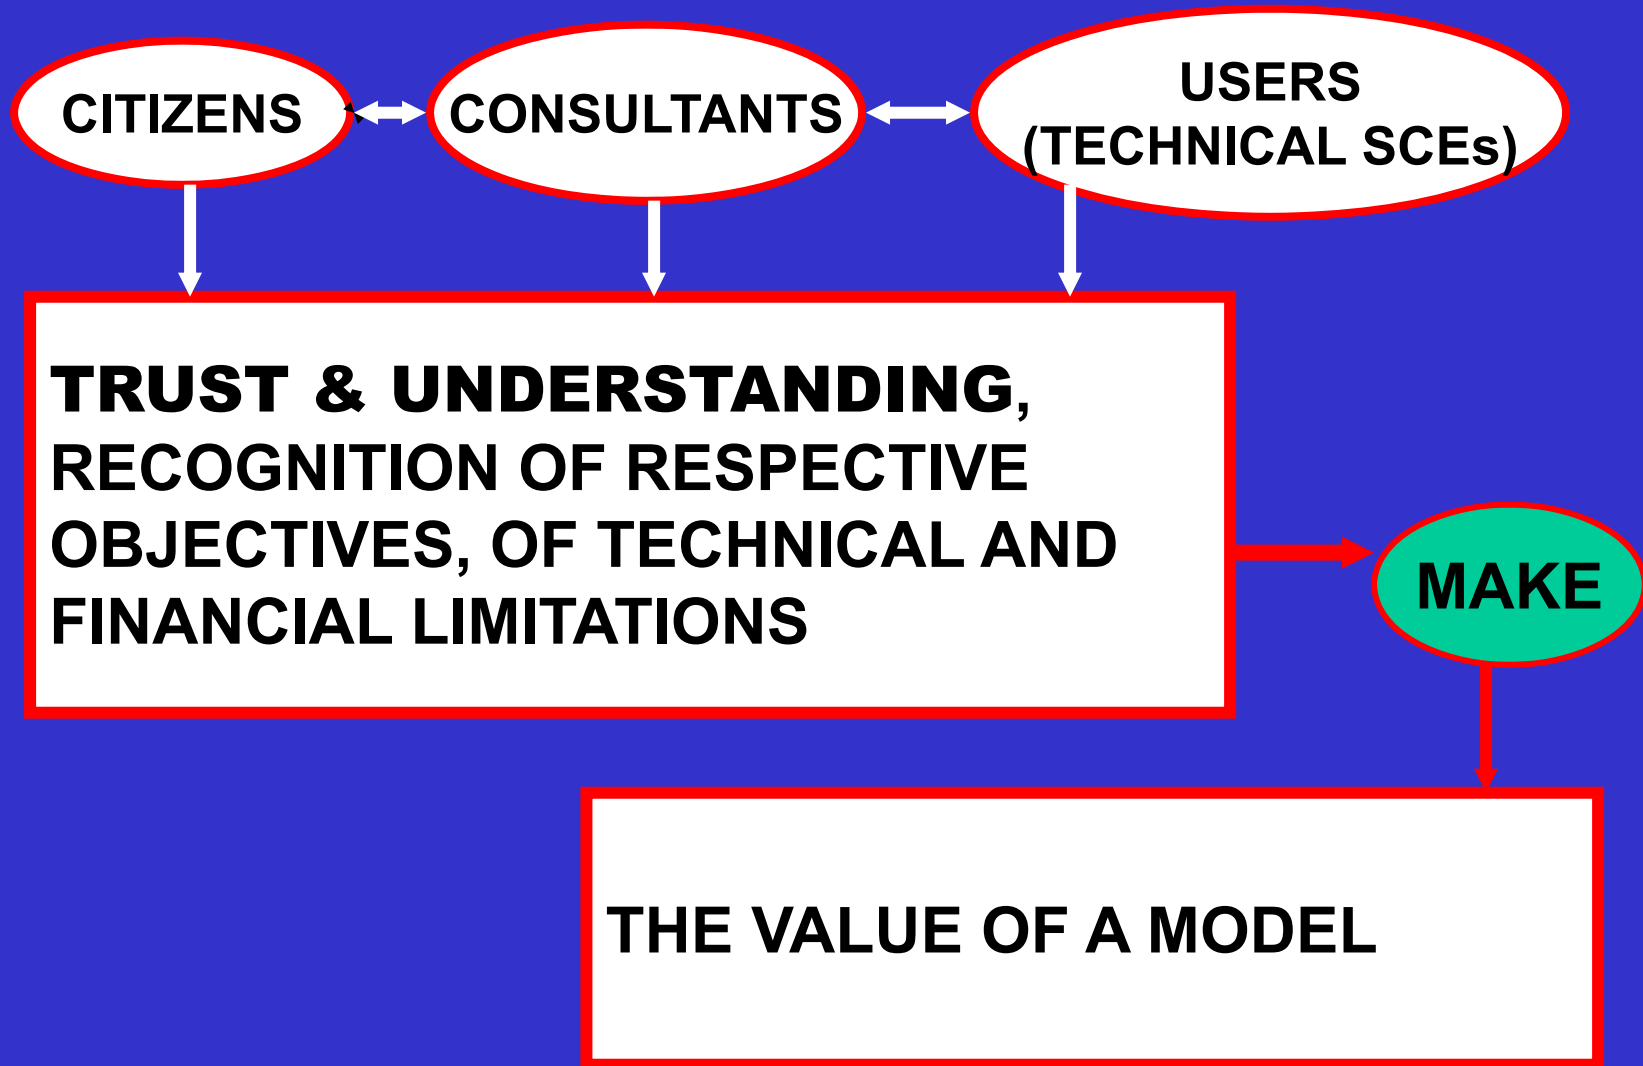 CITIZENS
CONSULTANTS
USERS
(TECHNICAL SCEs)
TRUST & UNDERSTANDING,
RECOGNITION OF RESPECTIVE
OBJECTIVES, OF TECHNICAL AND
FINANCIAL LIMITATIONS
MAKE
THE VALUE OF A MODEL